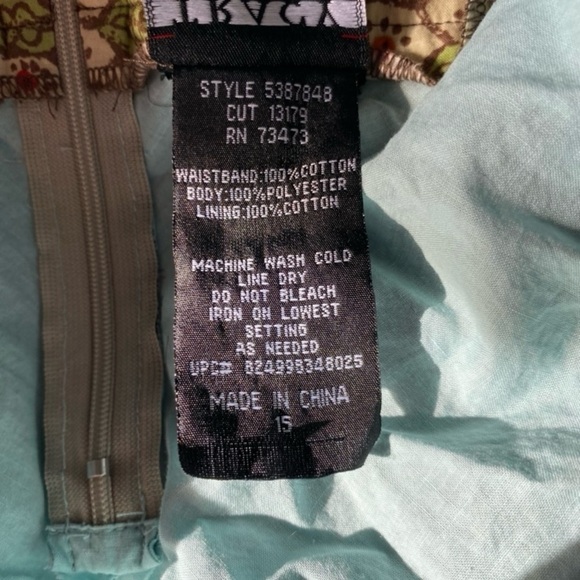 STYLE 5387848
CUT 13179
RN 73473
WAISTBAND:100%COTTON
BODY:100%POLYESTER
LINING:100%COTTON
MACHINE WASH COLD
LINE DRY
DO NOT BLEACH
IRON ON LOWEST
SETTING
AS NEEDED
UPC# 824999348025
MADE IN CHINA
15